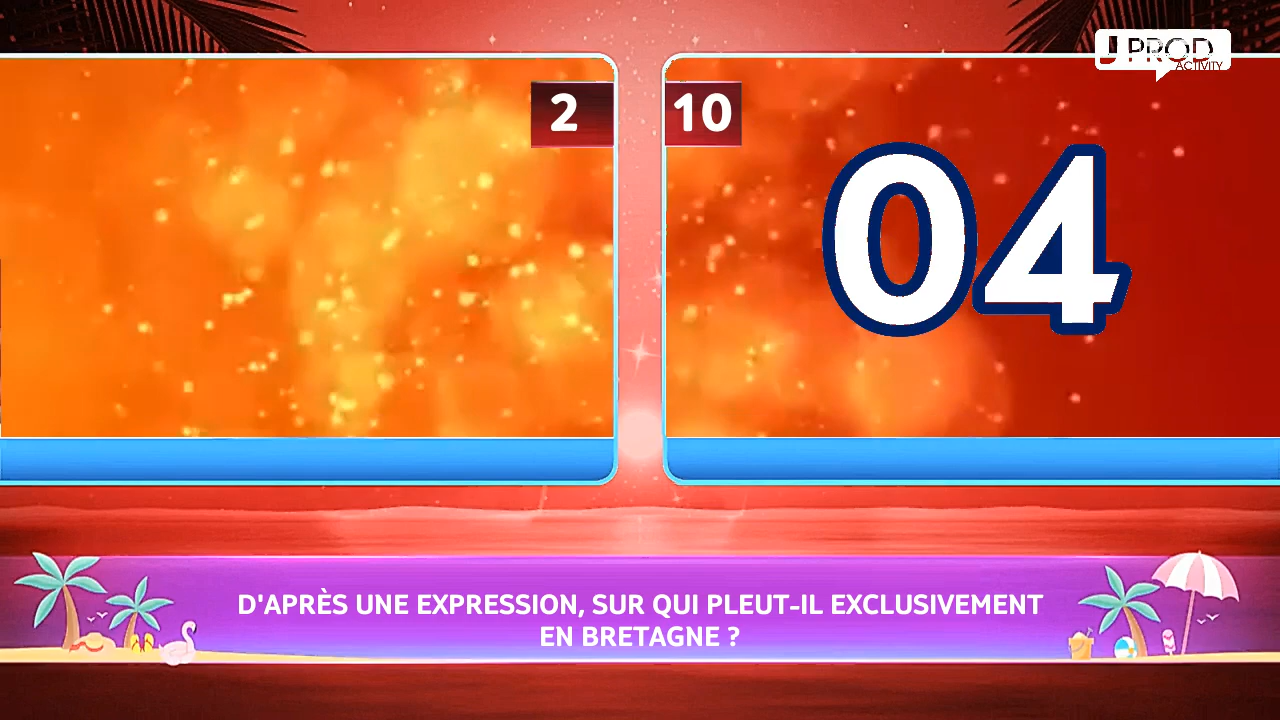 J PROD
ACTIVITY
2
10
04
D'APRÈS UNE EXPRESSION, SUR QUI PLEUT-IL EXCLUSIVEMENT
EN BRETAGNE ?